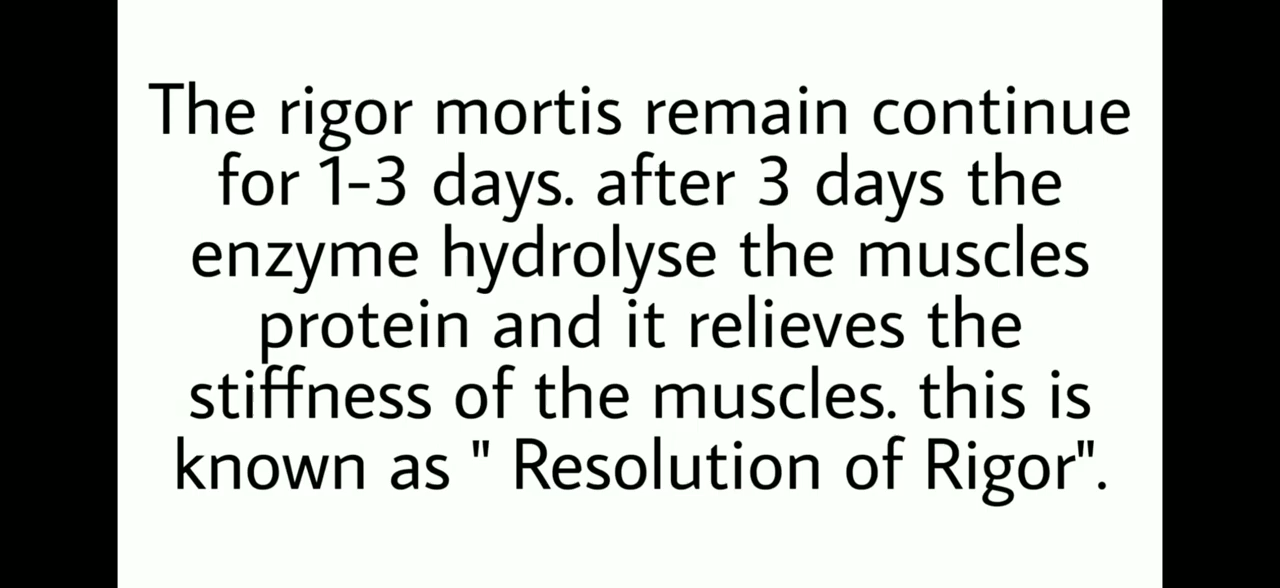 The rigor mortis remain continue
for 1-3 days. after 3 days the
enzyme hydrolyse the muscles
protein and it relieves the
stiffness of the muscles. this is
known as " Resolution of Rigor".